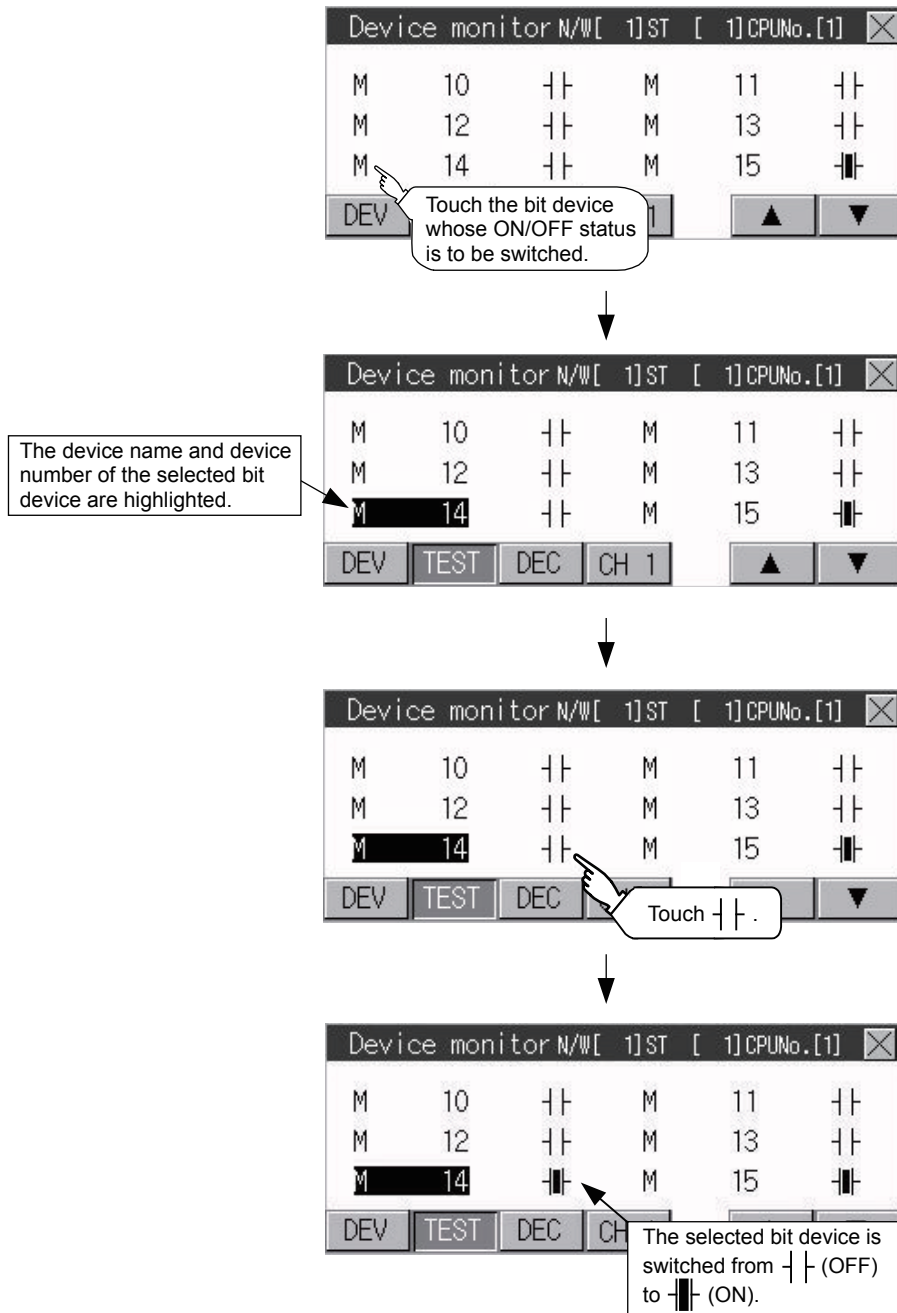 Device monitor N/W[ 1]ST [ 1]CPUNo.[1]
M 10 ┤├ M 11 ┤├
M 12 ┤├ M 13 ┤├
M 14 ┤├ M 15 ┤█├
DEV 1 ▲ ▼
Touch the bit device
whose ON/OFF status
is to be switched.
Device monitor N/W[ 1]ST [ 1]CPUNo.[1]
M 10 ┤├ M 11 ┤├
M 12 ┤├ M 13 ┤├
M 14 ┤├ M 15 ┤█├
DEV TEST DEC CH 1 ▲ ▼
The device name and device
number of the selected bit
device are highlighted.
Device monitor N/W[ 1]ST [ 1]CPUNo.[1]
M 10 ┤├ M 11 ┤├
M 12 ┤├ M 13 ┤├
M 14 ┤├ M 15 ┤█├
DEV TEST DEC ▼
Touch ┤├ .
Device monitor N/W[ 1]ST [ 1]CPUNo.[1]
M 10 ┤├ M 11 ┤├
M 12 ┤├ M 13 ┤├
M 14 ┤█├ M 15 ┤█├
DEV TEST DEC CH
The selected bit device is
switched from ┤├ (OFF)
to ┤█├ (ON).